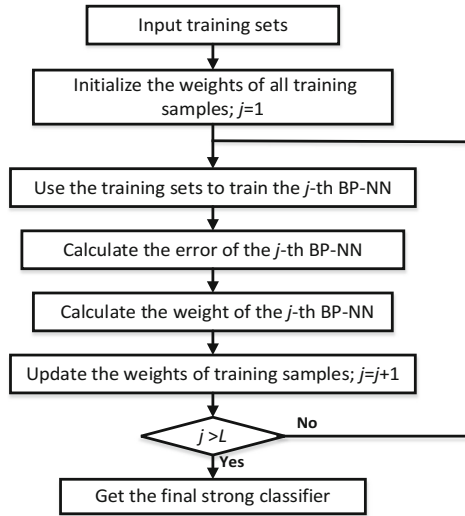 Input training sets
Initialize the weights of all training
samples; j=1
Use the training sets to train the j-th BP-NN
Calculate the error of the j-th BP-NN
Calculate the weight of the j-th BP-NN
Update the weights of training samples; j=j+1
j >L
No
Yes
Get the final strong classifier